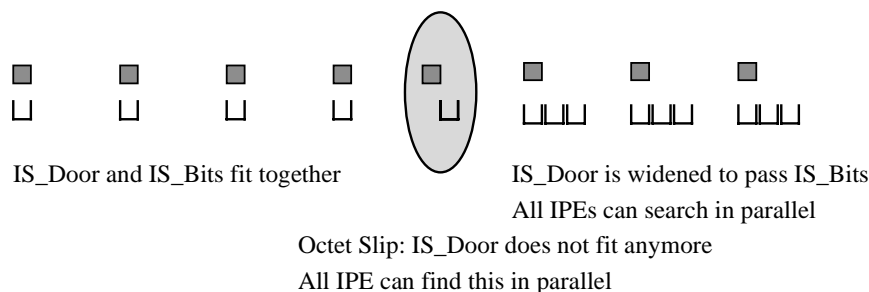 IS_Door and IS_Bits fit together
IS_Door is widened to pass IS_Bits
All IPEs can search in parallel
Octet Slip: IS_Door does not fit anymore
All IPE can find this in parallel